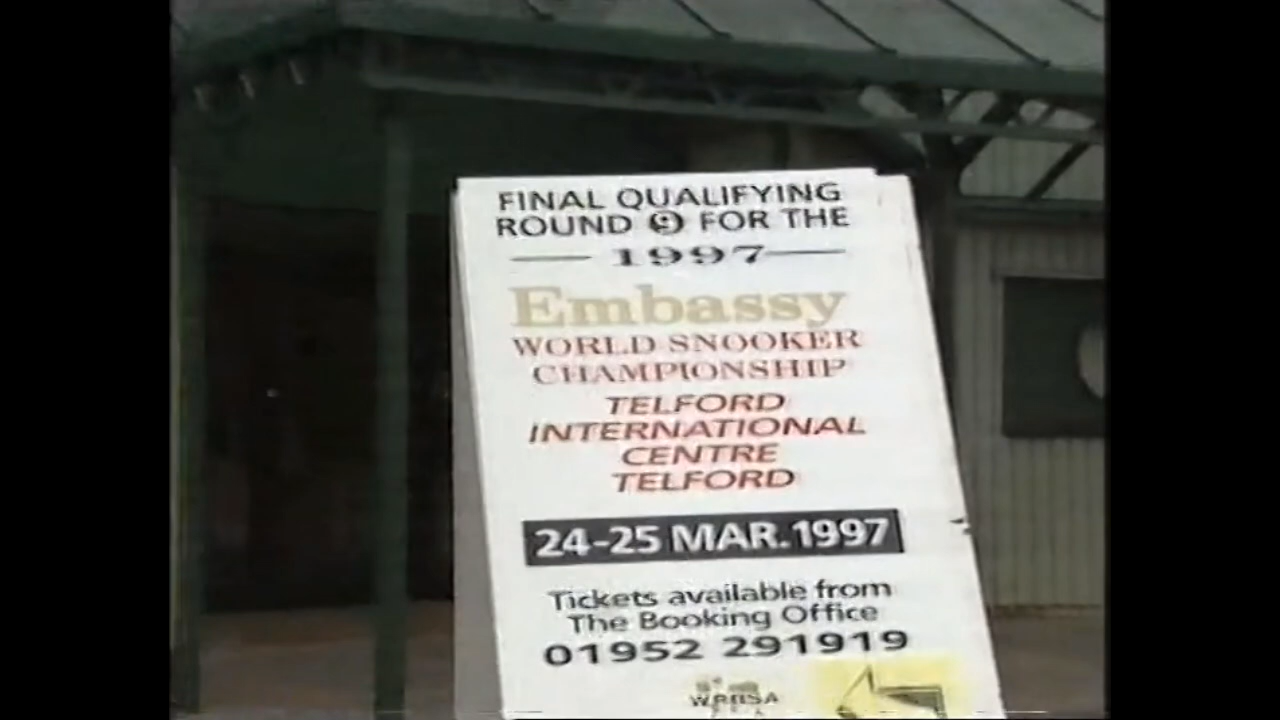 FINAL QUALIFYING
ROUND 9 FOR THE
1997
Embassy
WORLD SNOOKER
CHAMPIONSHIP
TELFORD
INTERNATIONAL
CENTRE
TELFORD
24-25 MAR.1997
Tickets available from
The Booking Office
01952 291919
WPBSA